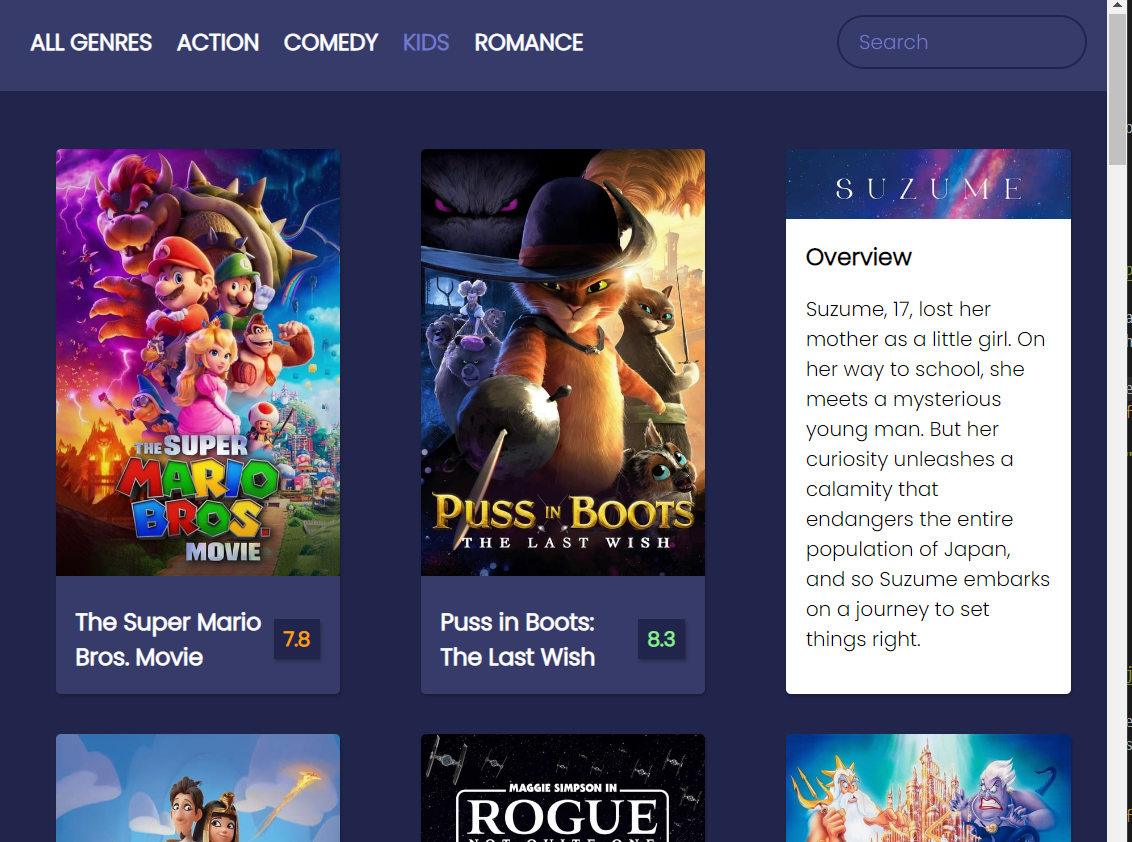 ALL GENRES ACTION COMEDY KIDS ROMANCE Search
THE SUPER
MARIO
BROS.
MOVIE
The Super Mario
Bros. Movie
7.8
PUSS IN BOOTS
THE LAST WISH
Puss in Boots:
The Last Wish
8.3
SUZUME
Overview
Suzume, 17, lost her
mother as a little girl. On
her way to school, she
meets a mysterious
young man. But her
curiosity unleashes a
calamity that
endangers the entire
population of Japan,
and so Suzume embarks
on a journey to set
things right.
MAGGIE SIMPSON IN
ROGUE
NOT QUITE ONE